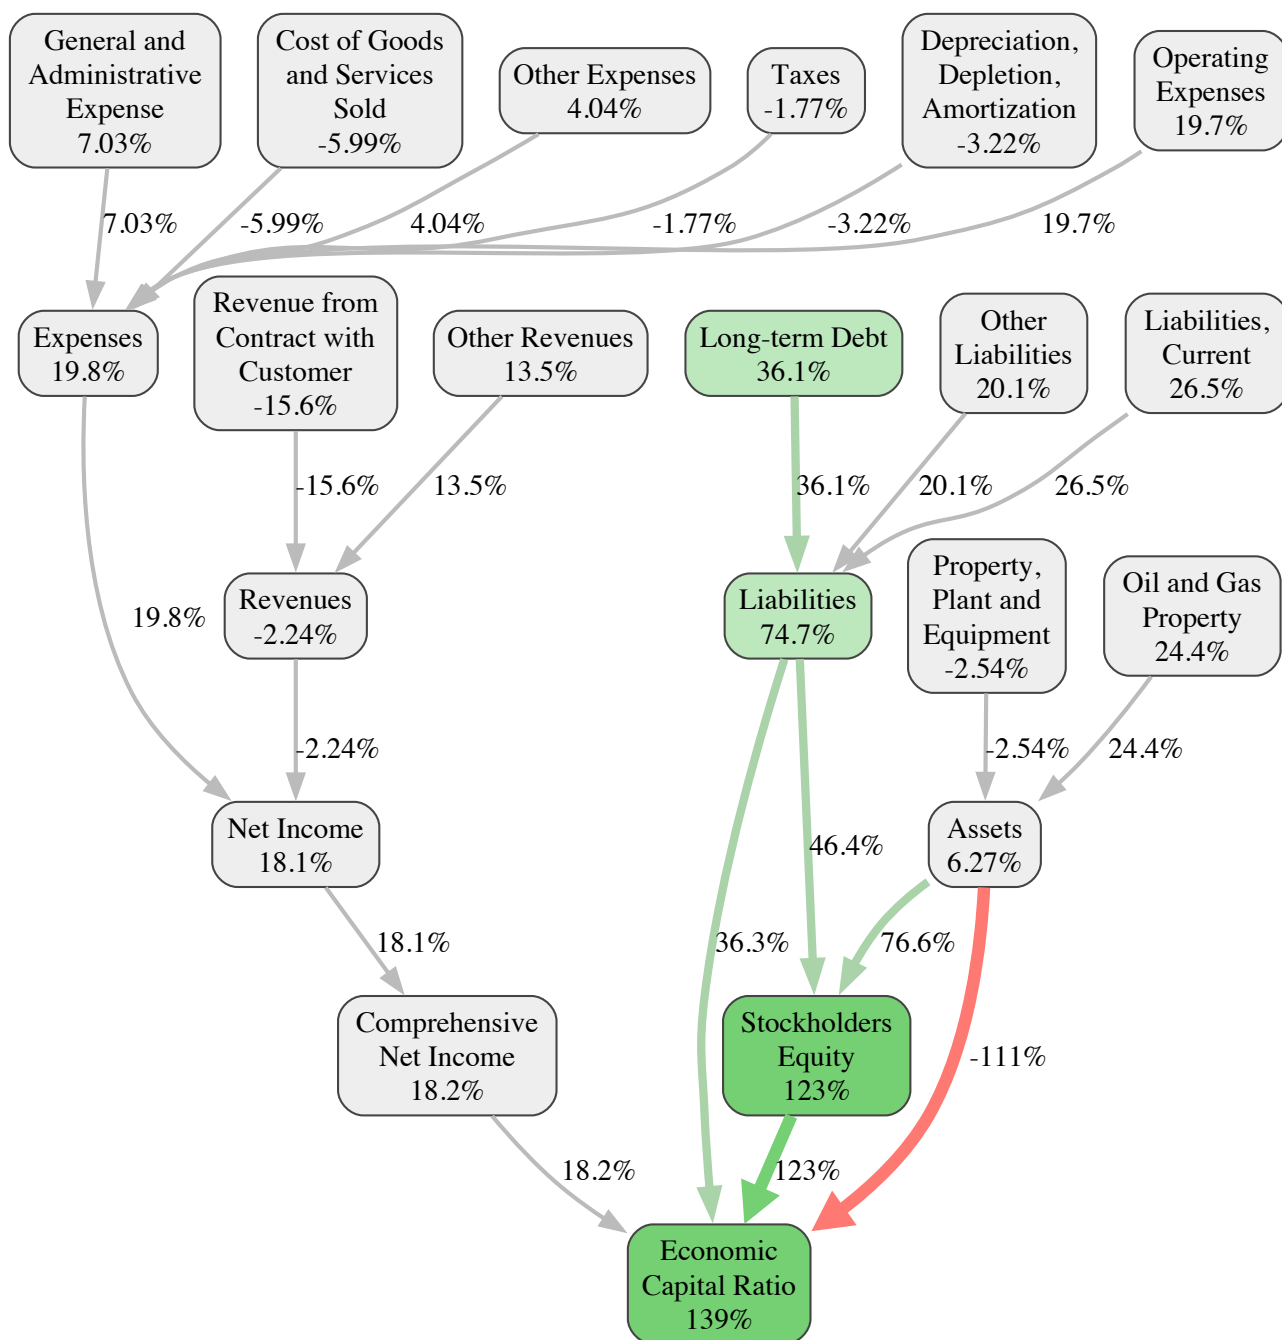 General and
Administrative
Expense
7.03%
Cost of Goods
and Services
Sold
-5.99%
Other Expenses
4.04%
Taxes
-1.77%
Depreciation,
Depletion,
Amortization
-3.22%
Operating
Expenses
19.7%
7.03%
-5.99%
4.04%
-1.77%
-3.22%
19.7%
Expenses
19.8%
Revenue from
Contract with
Customer
-15.6%
Other Revenues
13.5%
Long-term Debt
36.1%
Other
Liabilities
20.1%
Liabilities,
Current
26.5%
-15.6%
13.5%
36.1%
20.1%
26.5%
19.8%
Revenues
-2.24%
Liabilities
74.7%
Property,
Plant and
Equipment
-2.54%
Oil and Gas
Property
24.4%
-2.24%
-2.54%
24.4%
Net Income
18.1%
46.4%
Assets
6.27%
18.1%
36.3%
76.6%
Comprehensive
Net Income
18.2%
Stockholders
Equity
123%
-111%
18.2%
123%
Economic
Capital Ratio
139%